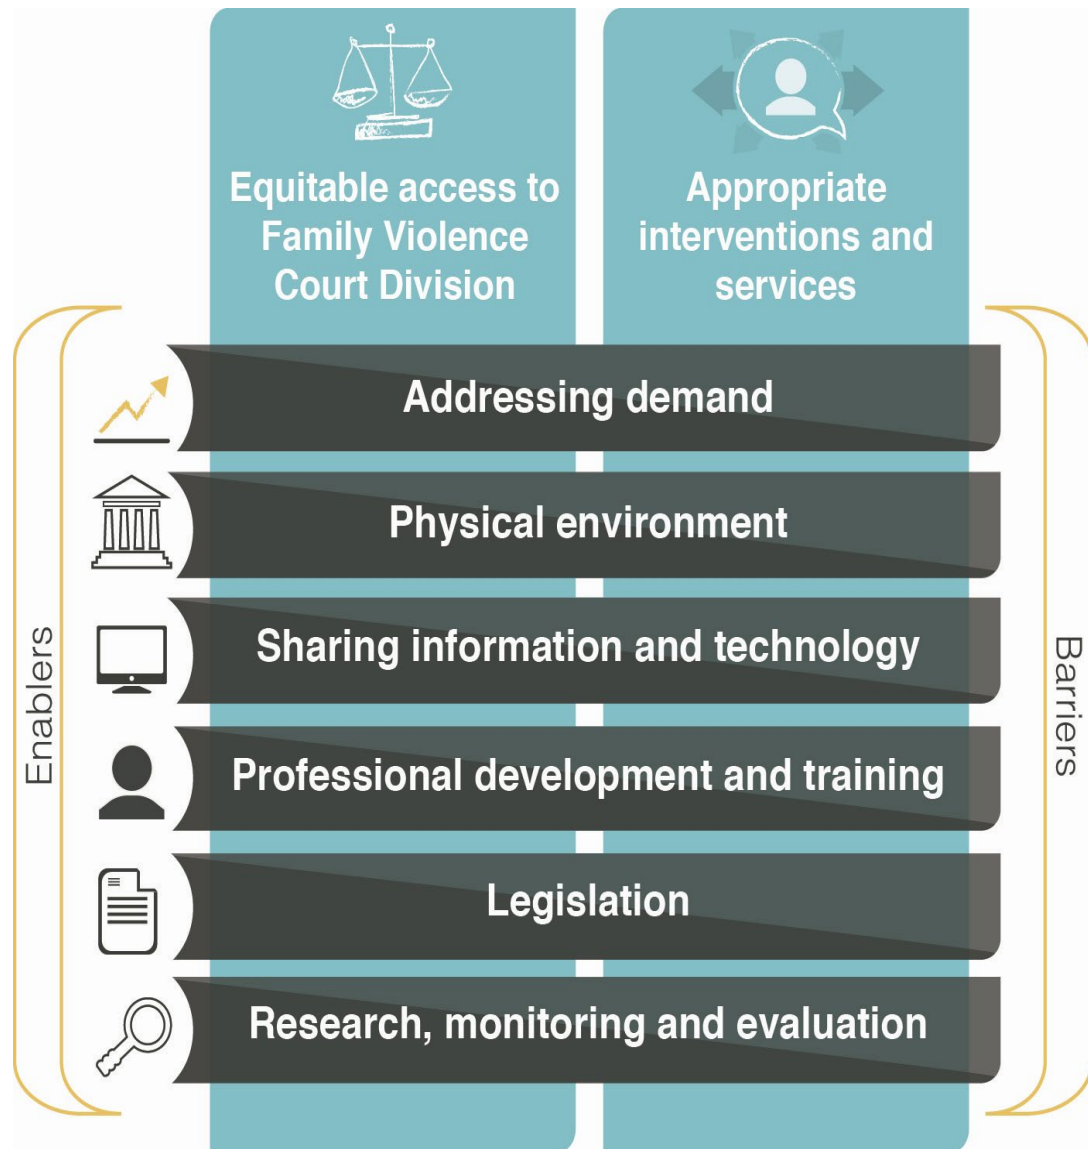 Equitable access to
Family Violence
Court Division
Appropriate
interventions and
services
Enablers
Addressing demand
Physical environment
Sharing information and technology
Professional development and training
Legislation
Research, monitoring and evaluation
Barriers